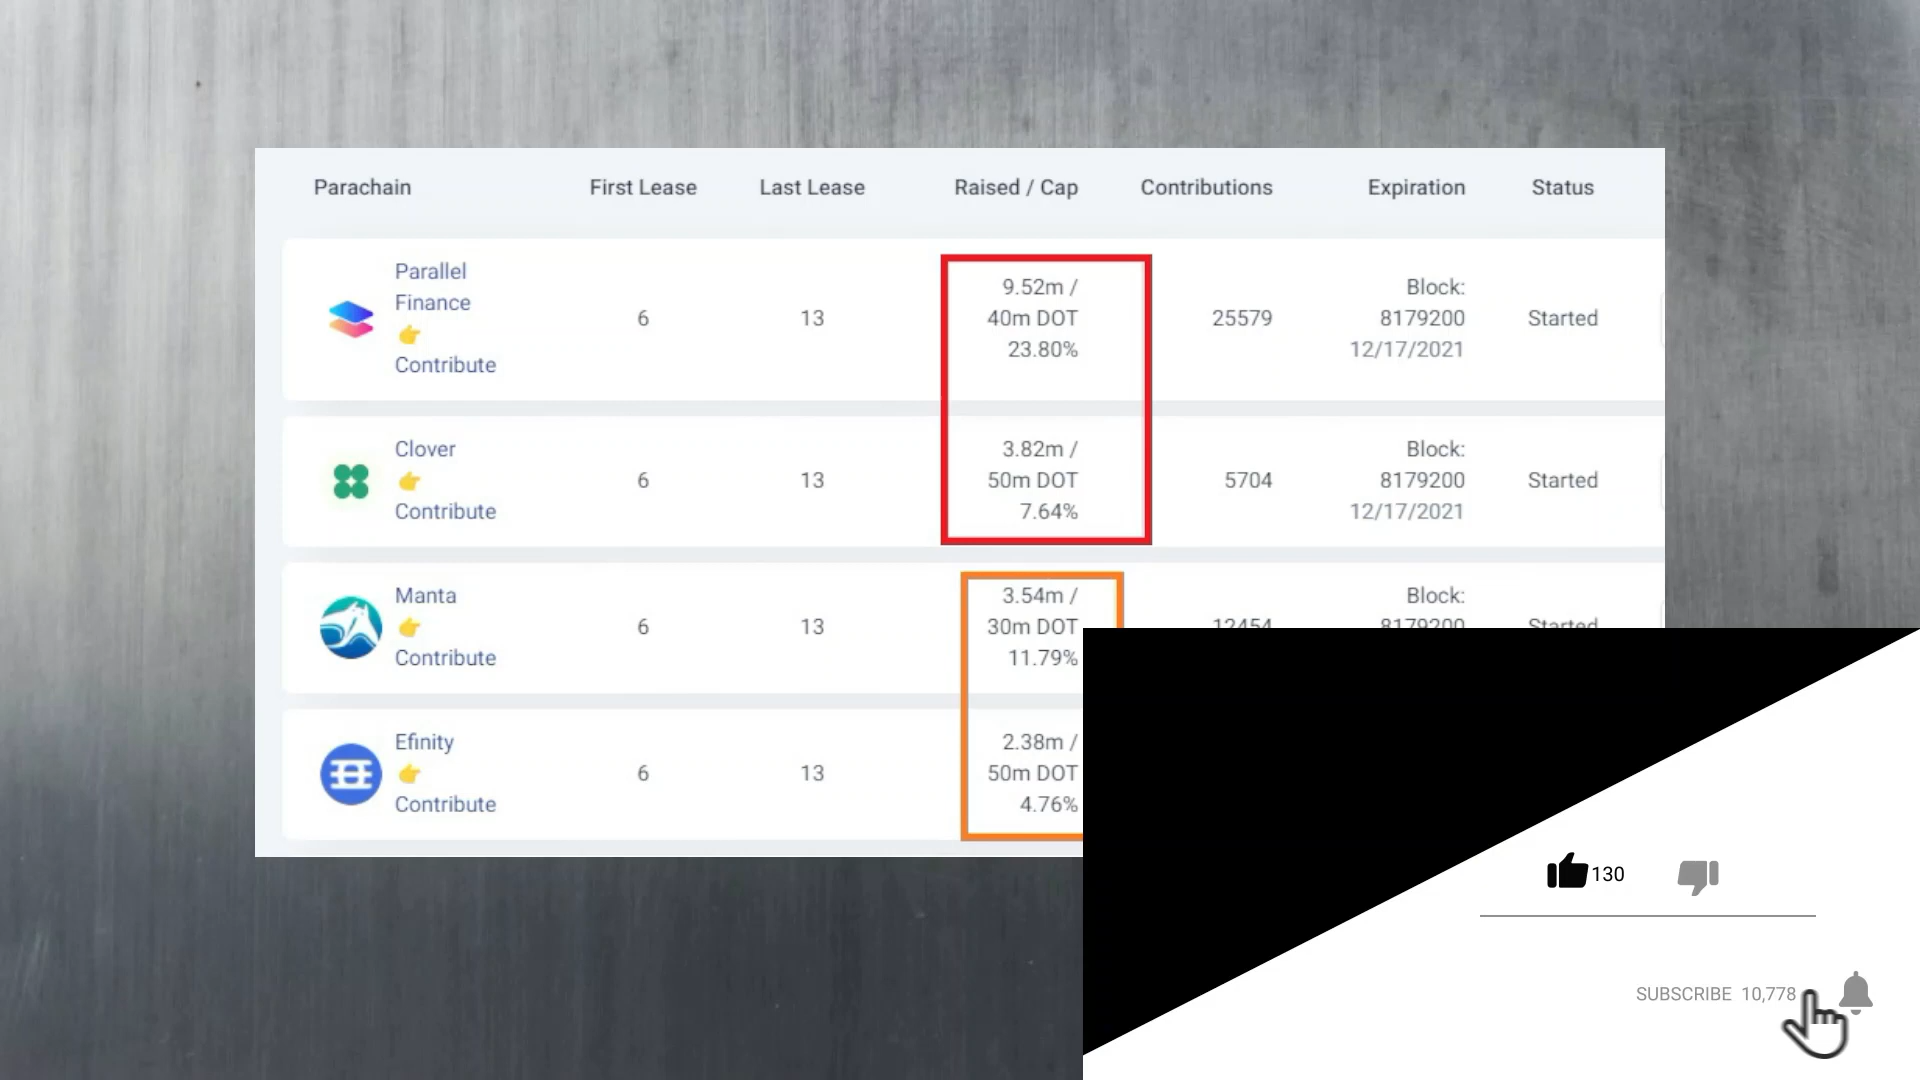 Parachain First Lease Last Lease Raised / Cap Contributions Expiration Status
Parallel
Finance
👉
Contribute
6
13
9.52m /
40m DOT
23.80%
25579
Block:
8179200
12/17/2021
Started
Clover
👉
Contribute
6
13
3.82m /
50m DOT
7.64%
5704
Block:
8179200
12/17/2021
Started
Manta
👉
Contribute
6
13
3.54m /
30m DOT
11.79%
12454
Block:
8179200
Started
Efinity
👉
Contribute
6
13
2.38m /
50m DOT
4.76%
130
SUBSCRIBE 10,778